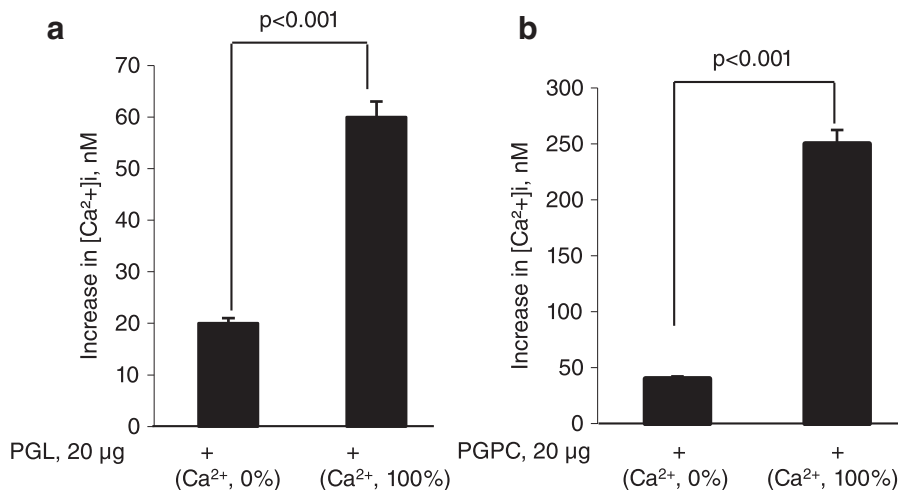 a
p<0.001
Increase in [Ca²+]i, nM
70
60
50
40
30
20
10
0
PGL, 20 µg
+
+
(Ca²⁺, 0%)
(Ca²⁺, 100%)
b
p<0.001
Increase in [Ca²+]i, nM
300
250
200
150
100
50
0
PGPC, 20 µg
+
+
(Ca²⁺, 0%)
(Ca²⁺, 100%)